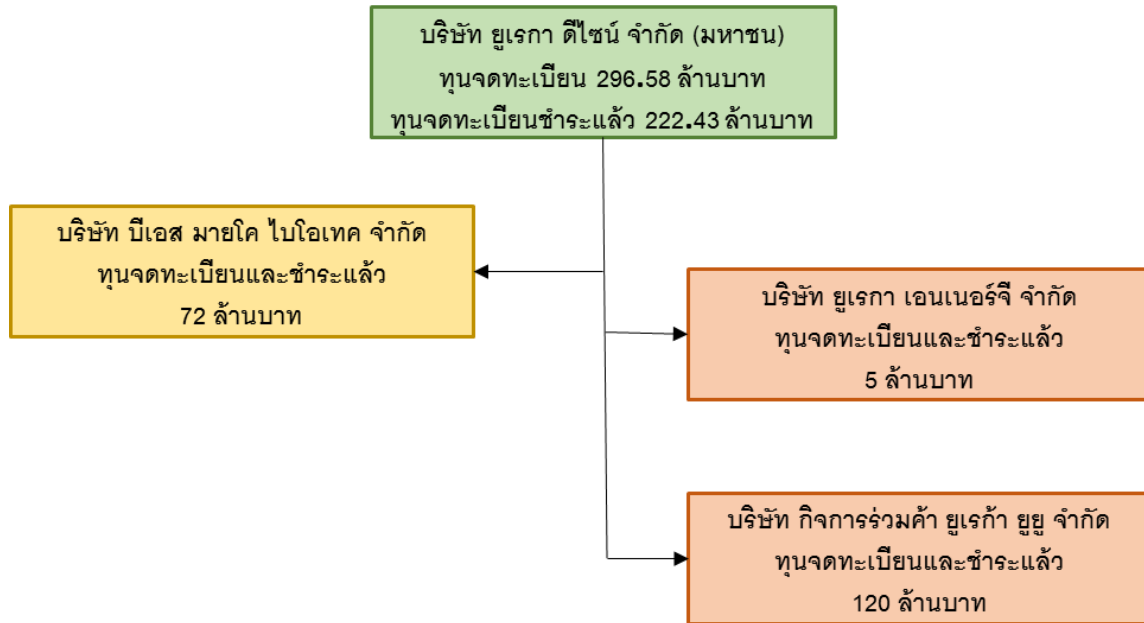 บริษัท ยูเรกา ดีไซน์ จำกัด (มหาชน)
ทุนจดทะเบียน 296.58 ล้านบาท
ทุนจดทะเบียนชำระแล้ว 222.43 ล้านบาท
บริษัท บีเอส มายโค ไบโอเทค จำกัด
ทุนจดทะเบียนและชำระแล้ว
72 ล้านบาท
บริษัท ยูเรกา เอนเนอร์จี จำกัด
ทุนจดทะเบียนและชำระแล้ว
5 ล้านบาท
บริษัท กิจการร่วมค้า ยูเรก้า ยูยู จำกัด
ทุนจดทะเบียนและชำระแล้ว
120 ล้านบาท